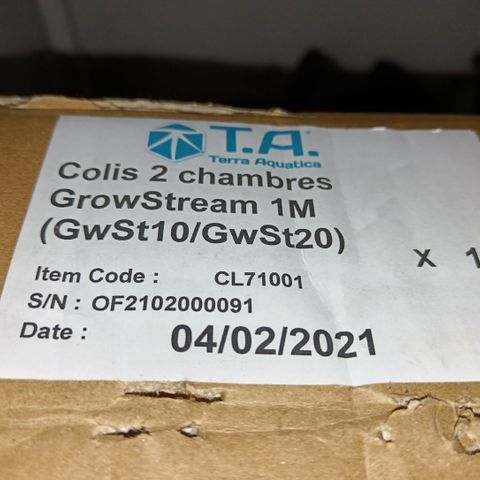 T.A.
Terra Aquatica
Colis 2 chambres
GrowStream 1M
(GwSt10/GwSt20)
X 1
Item Code : CL71001
S/N : OF2102000091
Date : 04/02/2021